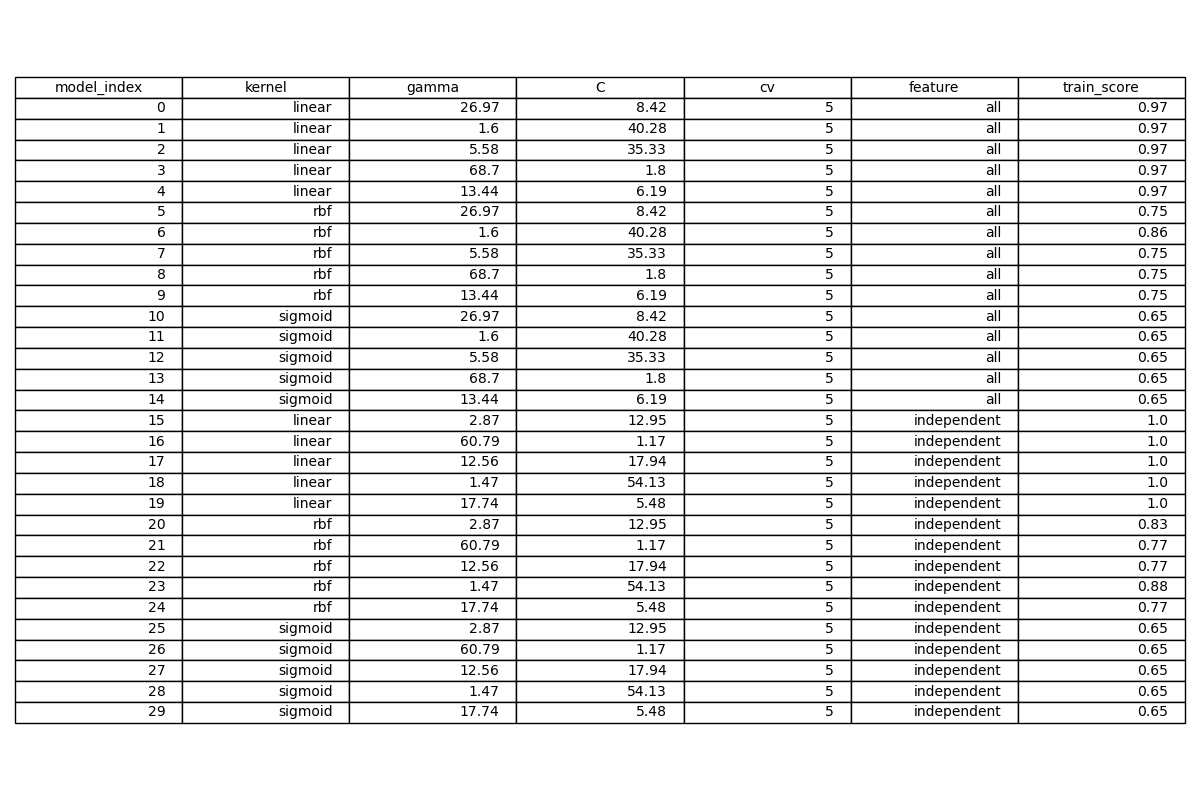 model_index kernel gamma C cv feature train_score
0 linear 26.97 8.42 5 all 0.97
1 linear 1.6 40.28 5 all 0.97
2 linear 5.58 35.33 5 all 0.97
3 linear 68.7 1.8 5 all 0.97
4 linear 13.44 6.19 5 all 0.97
5 rbf 26.97 8.42 5 all 0.75
6 rbf 1.6 40.28 5 all 0.86
7 rbf 5.58 35.33 5 all 0.75
8 rbf 68.7 1.8 5 all 0.75
9 rbf 13.44 6.19 5 all 0.75
10 sigmoid 26.97 8.42 5 all 0.65
11 sigmoid 1.6 40.28 5 all 0.65
12 sigmoid 5.58 35.33 5 all 0.65
13 sigmoid 68.7 1.8 5 all 0.65
14 sigmoid 13.44 6.19 5 all 0.65
15 linear 2.87 12.95 5 independent 1.0
16 linear 60.79 1.17 5 independent 1.0
17 linear 12.56 17.94 5 independent 1.0
18 linear 1.47 54.13 5 independent 1.0
19 linear 17.74 5.48 5 independent 1.0
20 rbf 2.87 12.95 5 independent 0.83
21 rbf 60.79 1.17 5 independent 0.77
22 rbf 12.56 17.94 5 independent 0.77
23 rbf 1.47 54.13 5 independent 0.88
24 rbf 17.74 5.48 5 independent 0.77
25 sigmoid 2.87 12.95 5 independent 0.65
26 sigmoid 60.79 1.17 5 independent 0.65
27 sigmoid 12.56 17.94 5 independent 0.65
28 sigmoid 1.47 54.13 5 independent 0.65
29 sigmoid 17.74 5.48 5 independent 0.65